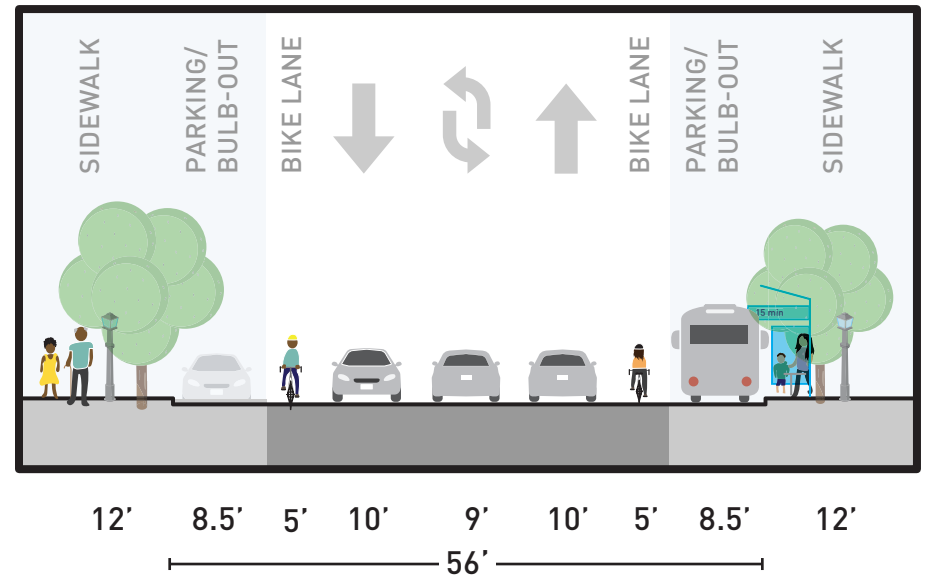 SIDEWALK
PARKING/
BULB-OUT
BIKE LANE
BIKE LANE
PARKING/
BULB-OUT
SIDEWALK
15 min
12’ 8.5’ 5’ 10’ 9’ 10’ 5’ 8.5’ 12’
56’